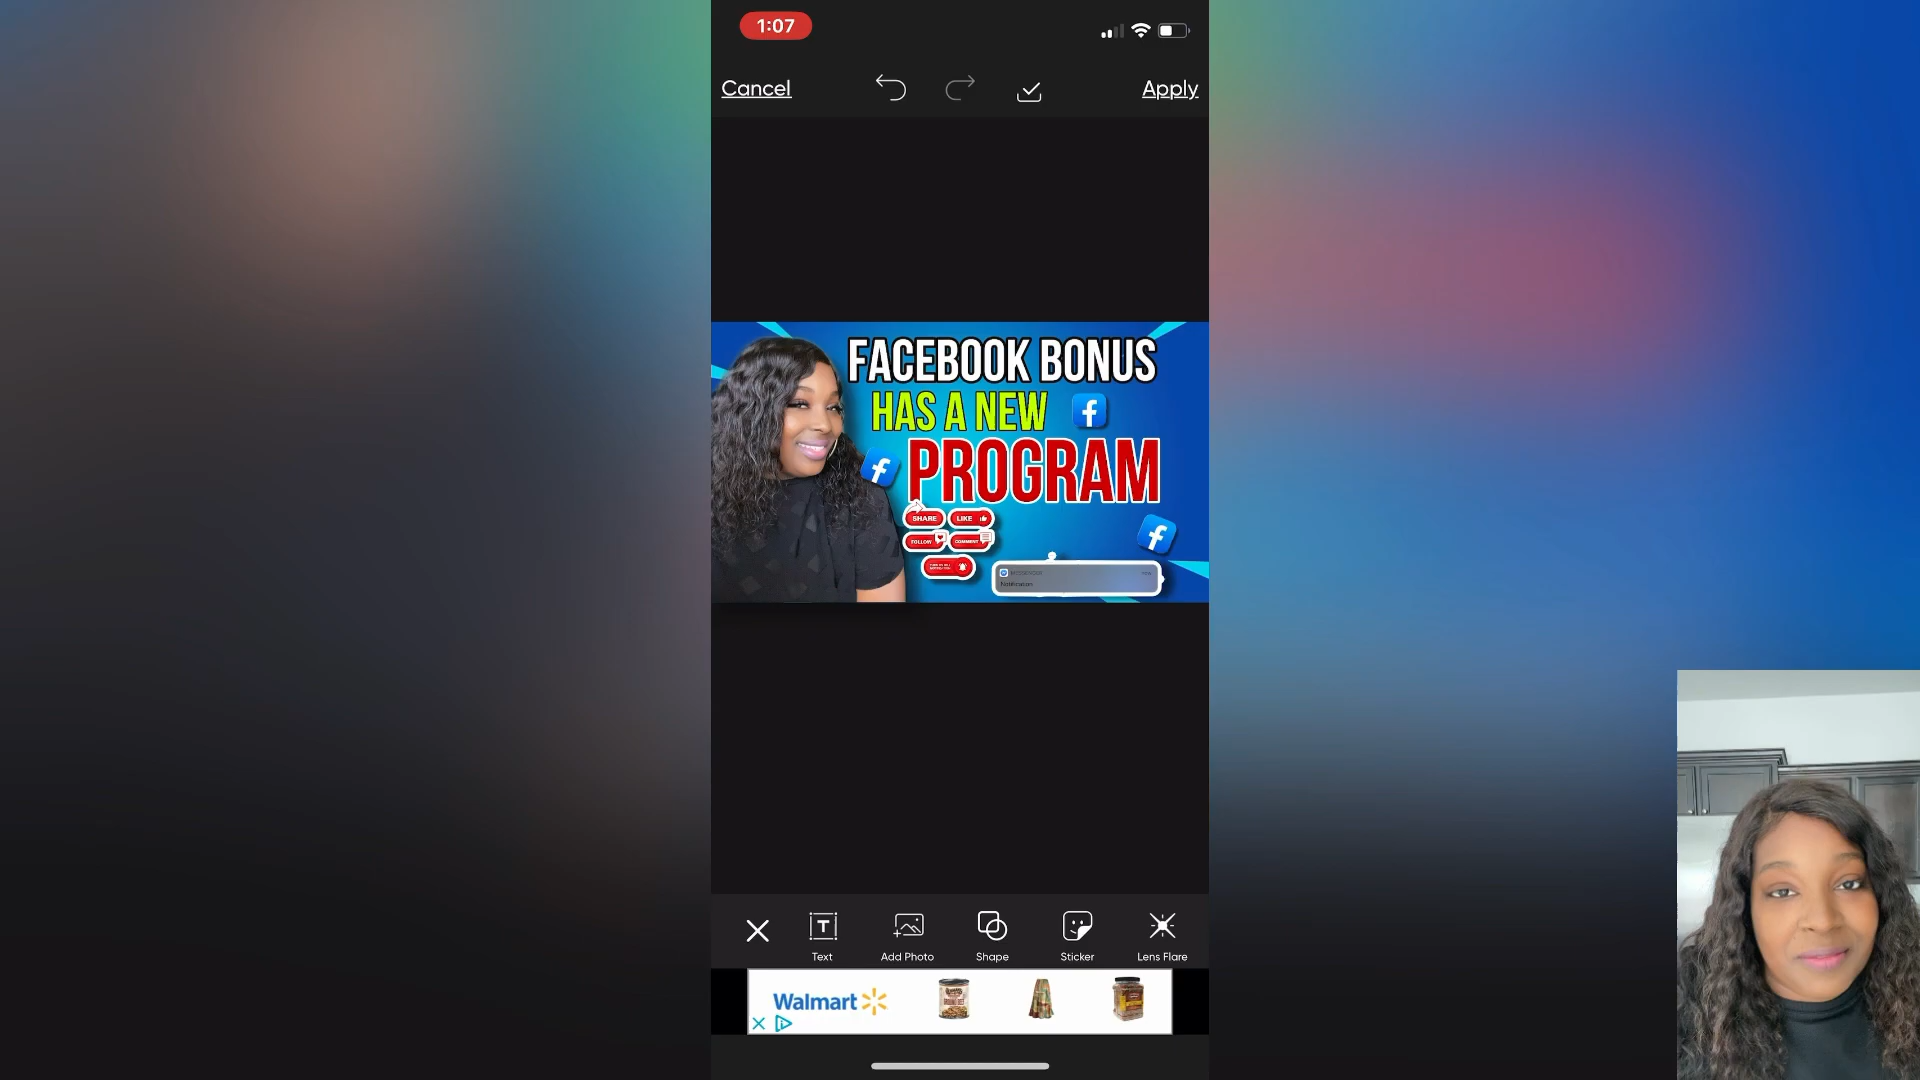 1:07
Cancel
Apply
FACEBOOK BONUS
HAS A NEW
PROGRAM
SHARE
LIKE
FOLLOW
COMMENT
Notification
Text
Add Photo
Shape
Sticker
Lens Flare
Walmart